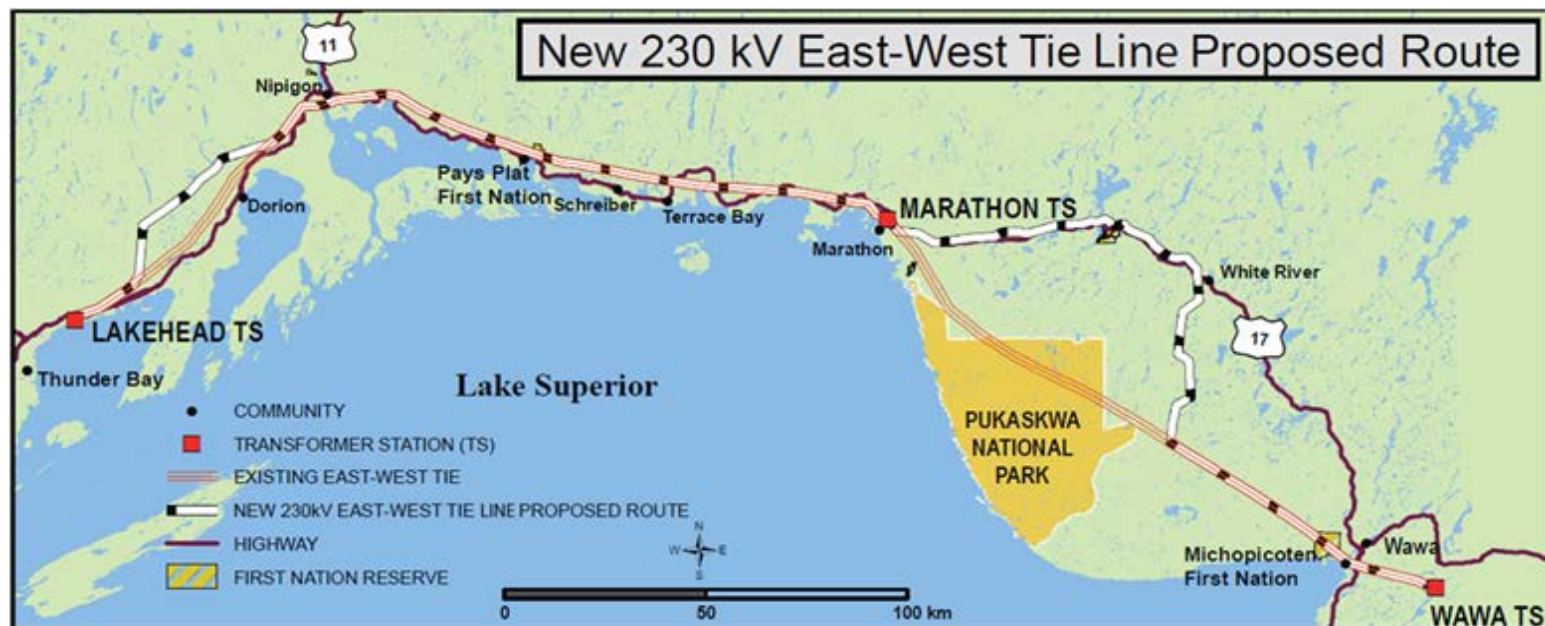 New 230 kV East-West Tie Line Proposed Route
11
Nipigon
Pays Plat
First Nation
Schreiber
Terrace Bay
Dorion
MARATHON TS
Marathon
White River
17
LAKEHEAD TS
Thunder Bay
Lake Superior
PUKASKWA
NATIONAL
PARK
COMMUNITY
TRANSFORMER STATION (TS)
EXISTING EAST-WEST TIE
NEW 230kV EAST-WEST TIE LINE PROPOSED ROUTE
HIGHWAY
FIRST NATION RESERVE
N
W E
S
0 50 100 km
Michopicoten
First Nation
Wawa
WAWA TS